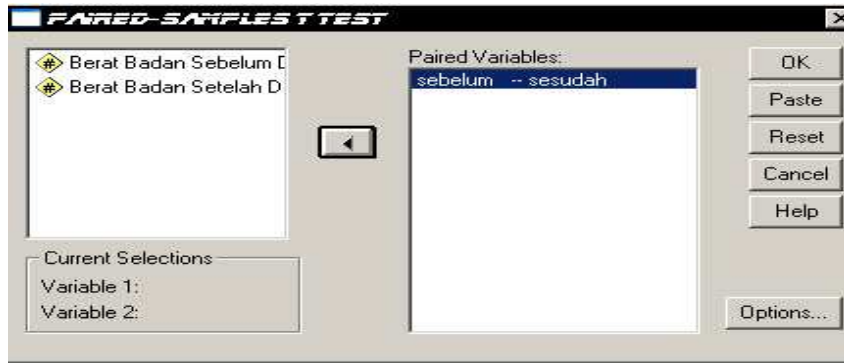 PAIRED-SAMPLES T TEST
Berat Badan Sebelum D
Berat Badan Setelah D
Paired Variables:
sebelum -- sesudah
OK
Paste
Reset
Cancel
Help
Current Selections
Variable 1:
Variable 2:
Options...